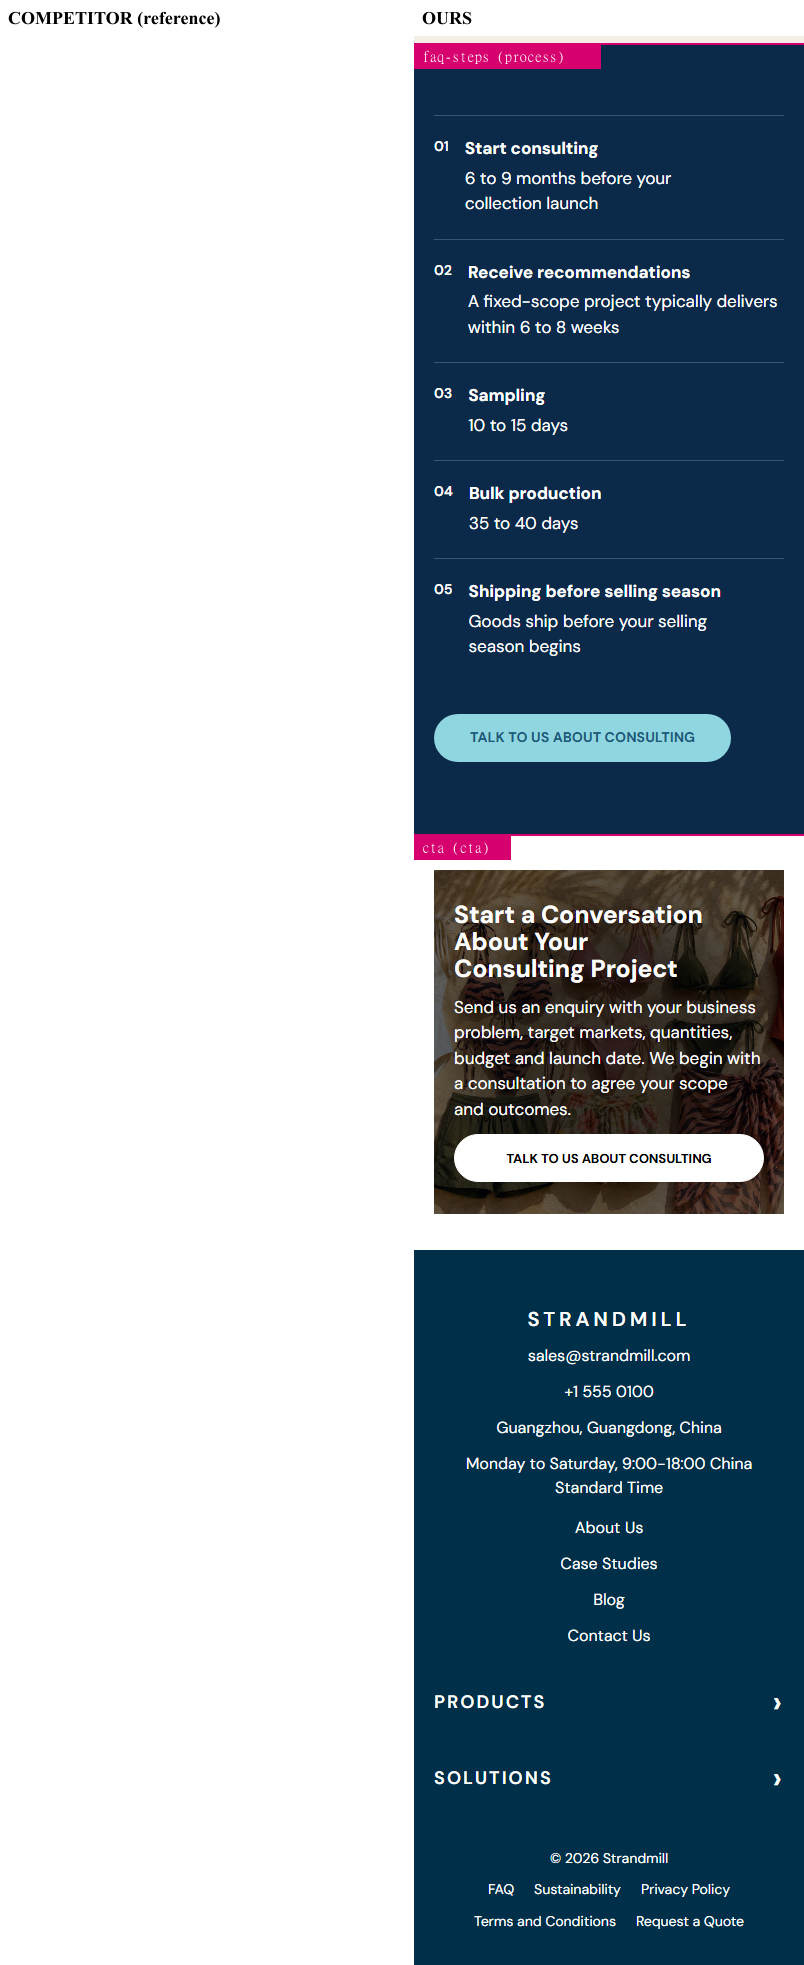 COMPETITOR (reference)
OURS
faq-steps (process)
01 Start consulting
6 to 9 months before your
collection launch
02 Receive recommendations
A fixed-scope project typically delivers
within 6 to 8 weeks
03 Sampling
10 to 15 days
04 Bulk production
35 to 40 days
05 Shipping before selling season
Goods ship before your selling
season begins
TALK TO US ABOUT CONSULTING
cta (cta)
Start a Conversation
About Your
Consulting Project
Send us an enquiry with your business
problem, target markets, quantities,
budget and launch date. We begin with
a consultation to agree your scope
and outcomes.
TALK TO US ABOUT CONSULTING
STRANDMILL
sales@strandmill.com
+1 555 0100
Guangzhou, Guangdong, China
Monday to Saturday, 9:00-18:00 China
Standard Time
About Us
Case Studies
Blog
Contact Us
PRODUCTS
SOLUTIONS
© 2026 Strandmill
FAQ Sustainability Privacy Policy
Terms and Conditions Request a Quote